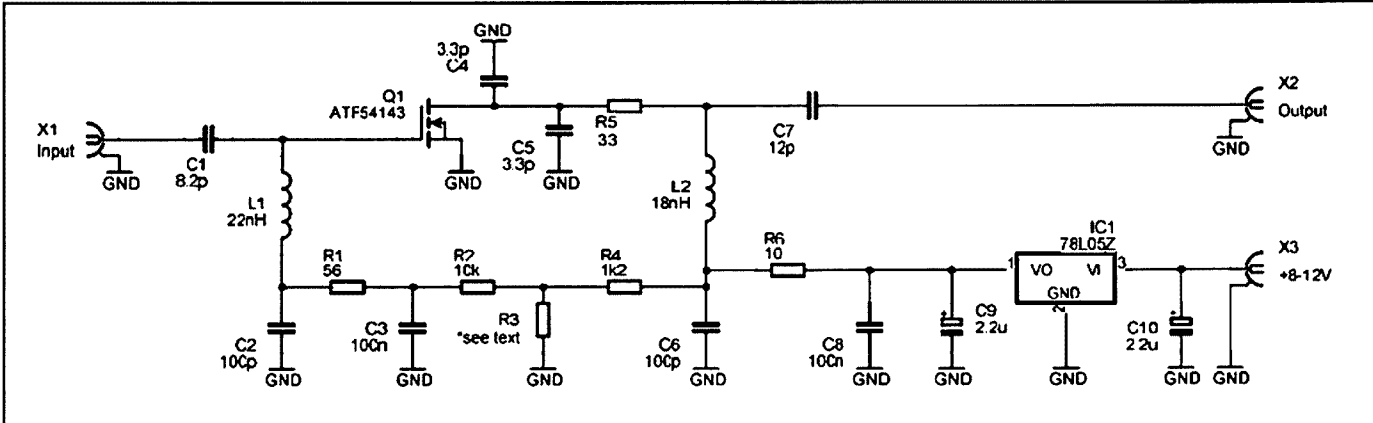 GND
3.3p
C4
Q1
ATF54143
X1
Input
C1
8.2p
GND
GND
C5
3.3p
GND
R5
33
C7
12p
X2
Output
GND
L1
22nH
L2
18nH
R1
56
R2
10k
R4
1k2
R6
10
IC1
78L05Z
1
VO
VI
3
GND
2
X3
+8-12V
C2
100p
GND
C3
100n
GND
R3
*see text
GND
C6
100p
GND
C8
100n
GND
+
C9
2.2u
GND
GND
+
C10
2.2u
GND
GND